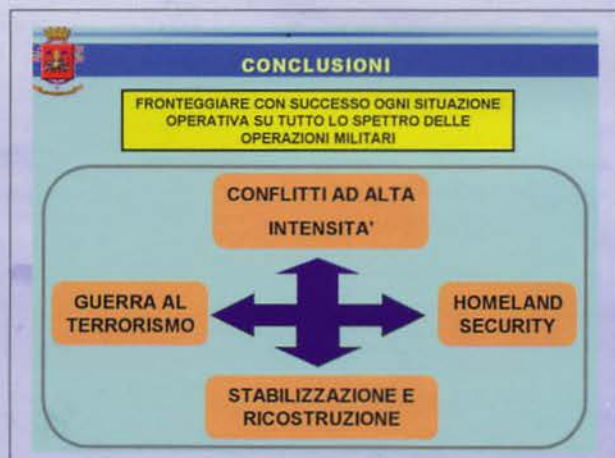 CONCLUSIONI
FRONTEGGIARE CON SUCCESSO OGNI SITUAZIONE
OPERATIVA SU TUTTO LO SPETTRO DELLE
OPERAZIONI MILITARI
CONFLITTI AD ALTA
INTENSITA'
GUERRA AL
TERRORISMO
HOMELAND
SECURITY
STABILIZZAZIONE E
RICOSTRUZIONE